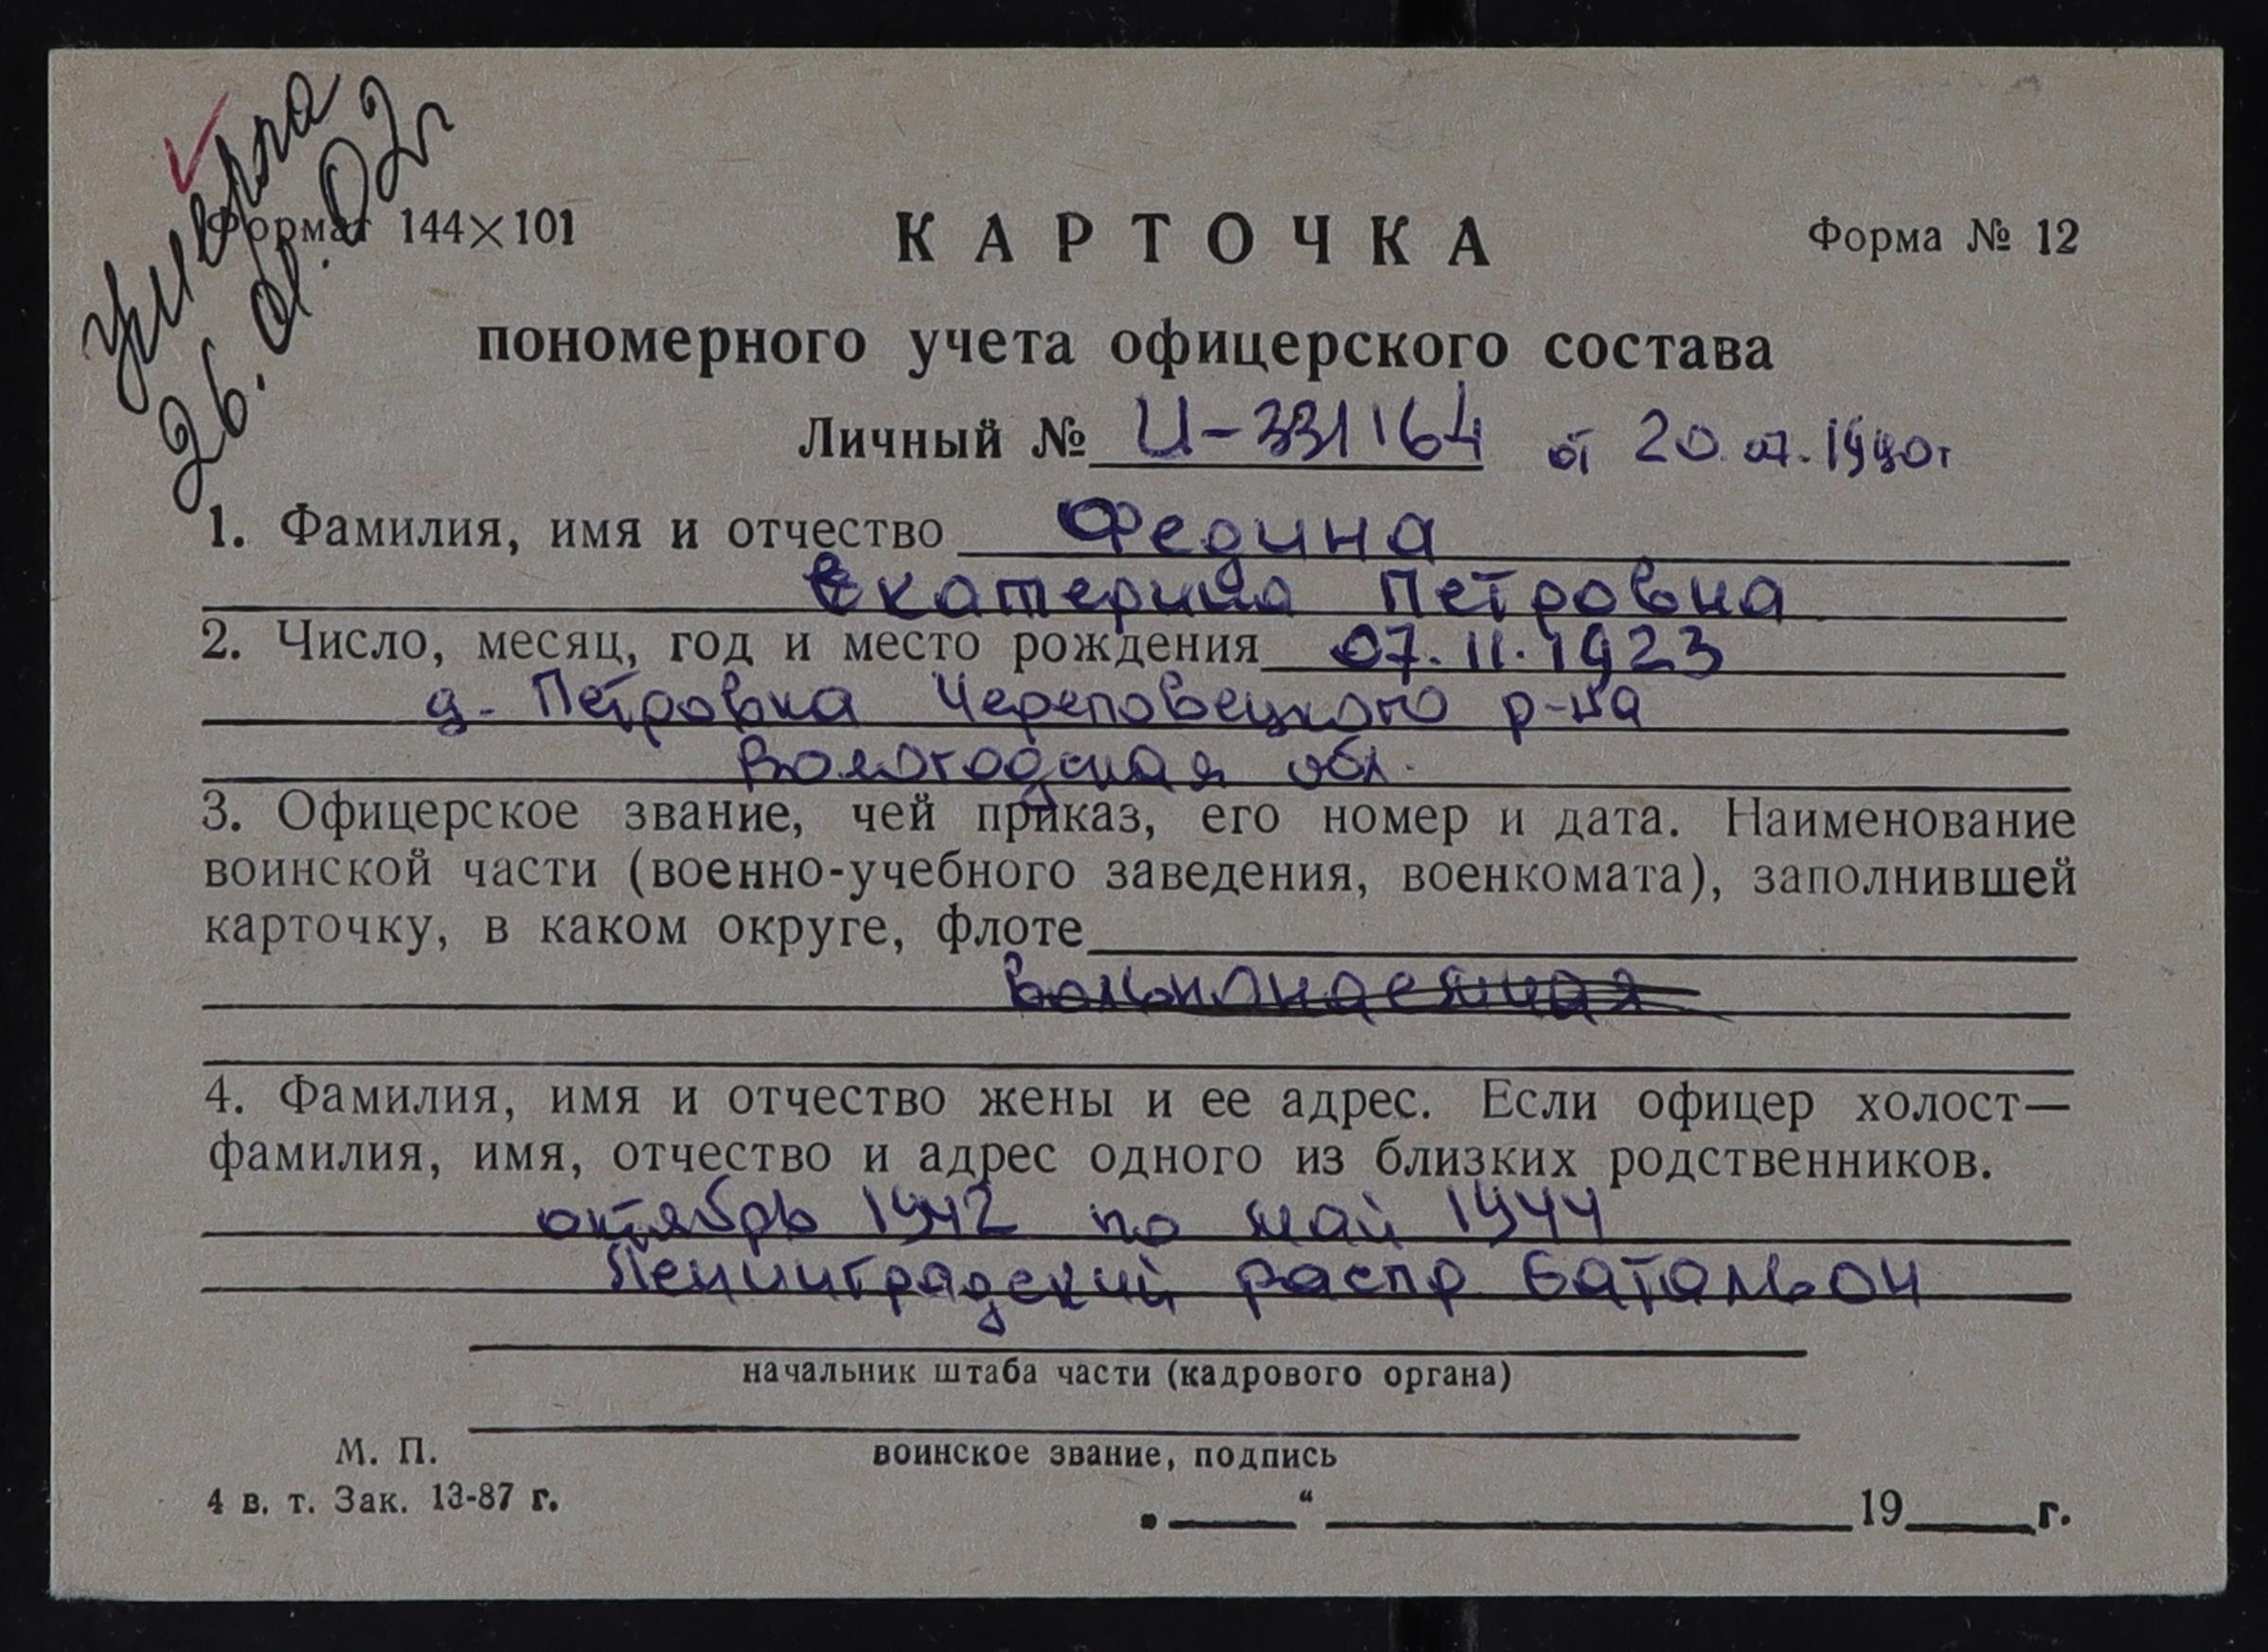 умерла
26.01.02г
Формат 144×101
КАРТОЧКА
Форма № 12
пономерного учета офицерского состава
Личный № И-331164 от 20.07.1990г
1. Фамилия, имя и отчество Федина
Екатерина Петровна
2. Число, месяц, год и место рождения 07.11.1923
д. Петровка Череповецкого р-на
Вологодская обл.
3. Офицерское звание, чей приказ, его номер и дата. Наименование
воинской части (военно-учебного заведения, военкомата), заполнившей
карточку, в каком округе, флоте
Вольнонаемная
4. Фамилия, имя и отчество жены и ее адрес. Если офицер холост—
фамилия, имя, отчество и адрес одного из близких родственников.
октябрь 1942 по май 1944
Ленинградский распр батальон
начальник штаба части (кадрового органа)
М. П.
воинское звание, подпись
4 в. т. Зак. 13-87 г.
„___“ ___________ 19___г.